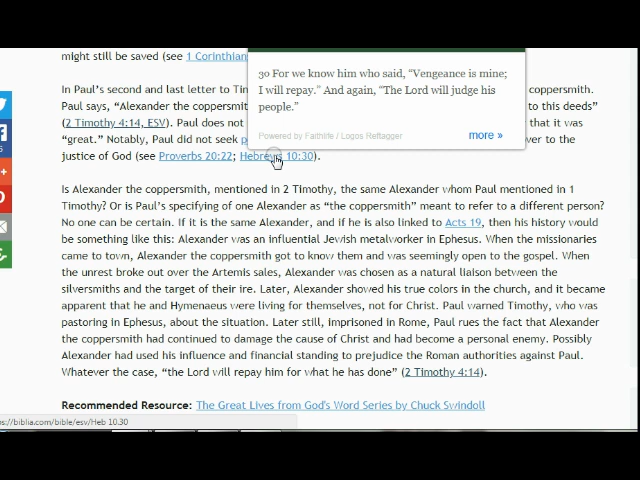 might still be saved (see 1 Corinthian
30 For we know him who said, “Vengeance is mine;
I will repay.” And again, “The Lord will judge his
people.”
Powered by Faithlife / Logos Reftagger
more »
In Paul’s second and last letter to Tim coppersmith.
Paul says, “Alexander the coppersmit to this deeds”
(2 Timothy 4:14, ESV). Paul does not that it was
“great.” Notably, Paul did not seek p ver to the
justice of God (see Proverbs 20:22; Hebrews 10:30).
Is Alexander the coppersmith, mentioned in 2 Timothy, the same Alexander whom Paul mentioned in 1
Timothy? Or is Paul’s specifying of one Alexander as “the coppersmith” meant to refer to a different person?
No one can be certain. If it is the same Alexander, and if he is also linked to Acts 19, then his history would
be something like this: Alexander was an influential Jewish metalworker in Ephesus. When the missionaries
came to town, Alexander the coppersmith got to know them and was seemingly open to the gospel. When
the unrest broke out over the Artemis sales, Alexander was chosen as a natural liaison between the
silversmiths and the target of their ire. Later, Alexander showed his true colors in the church, and it became
apparent that he and Hymenaeus were living for themselves, not for Christ. Paul warned Timothy, who was
pastoring in Ephesus, about the situation. Later still, imprisoned in Rome, Paul rues the fact that Alexander
the coppersmith had continued to damage the cause of Christ and had become a personal enemy. Possibly
Alexander had used his influence and financial standing to prejudice the Roman authorities against Paul.
Whatever the case, “the Lord will repay him for what he has done” (2 Timothy 4:14).
Recommended Resource: The Great Lives from God's Word Series by Chuck Swindoll
ps://biblia.com/bible/esv/Heb 10.30